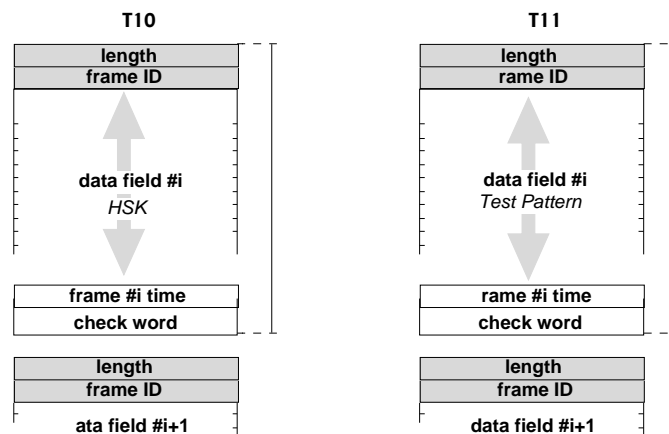 T10
length
frame ID
data field #i
HSK
frame #i time
check word
length
frame ID
ata field #i+1
T11
length
rame ID
data field #i
Test Pattern
rame #i time
check word
length
frame ID
data field #i+1